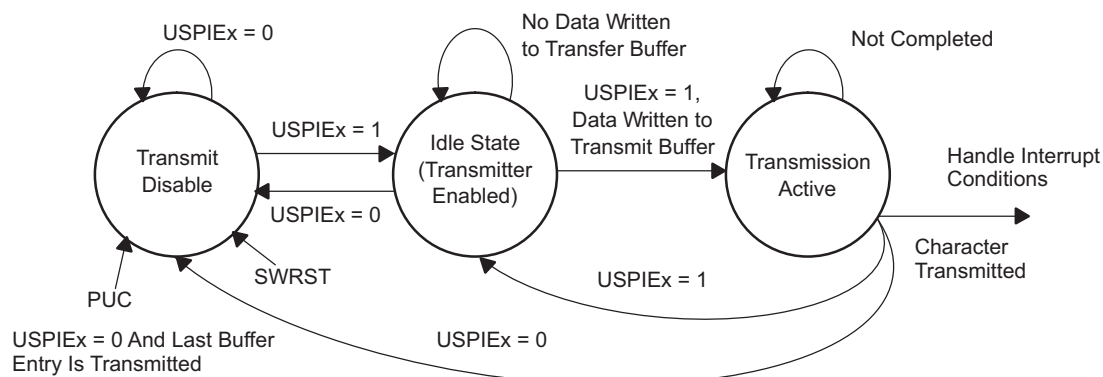 USPIEx = 0
No Data Written
to Transfer Buffer
Not Completed
USPIEx = 1,
Data Written to
Transmit Buffer
USPIEx = 1
Transmit
Disable
Idle State
(Transmitter
Enabled)
Transmission
Active
Handle Interrupt
Conditions
USPIEx = 0
SWRST
PUC
USPIEx = 1
Character
Transmitted
USPIEx = 0
USPIEx = 0 And Last Buffer
Entry Is Transmitted